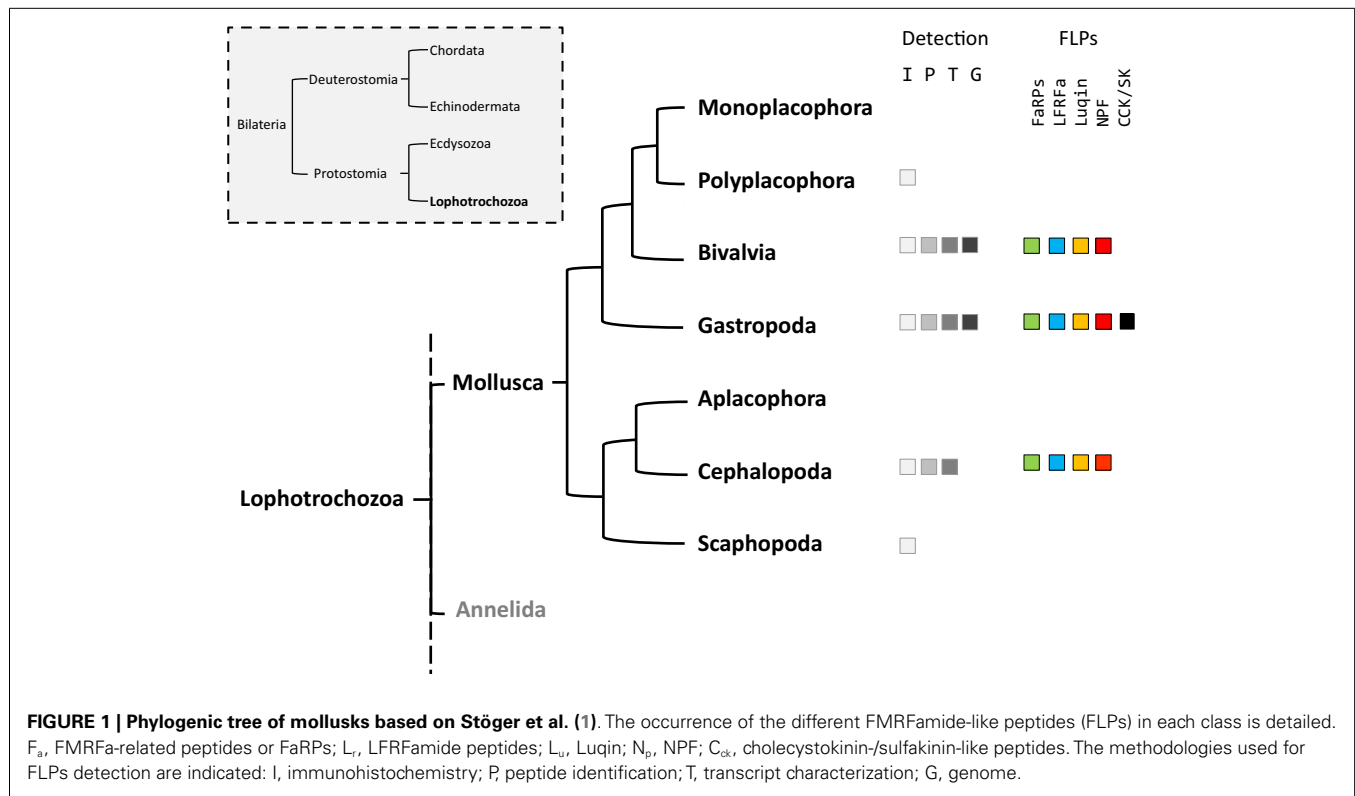 Chordata
Deuterostomia
Echinodermata
Bilateria
Ecdysozoa
Protostomia
Lophotrochozoa
Detection FLPs
I P T G
FaRPs
LFRFa
Luqin
NPF
CCK/SK
Monoplacophora
Polyplacophora
Bivalvia
Gastropoda
Mollusca
Aplacophora
Cephalopoda
Lophotrochozoa
Scaphopoda
Annelida
FIGURE 1 | Phylogenic tree of mollusks based on Stöger et al. (1). The occurrence of the different FMRFamide-like peptides (FLPs) in each class is detailed.
Fa, FMRFa-related peptides or FaRPs; Lr, LFRFamide peptides; Lu, Luqin; Np, NPF; Cck, cholecystokinin-/sulfakinin-like peptides. The methodologies used for
FLPs detection are indicated: I, immunohistochemistry; P, peptide identification; T, transcript characterization; G, genome.